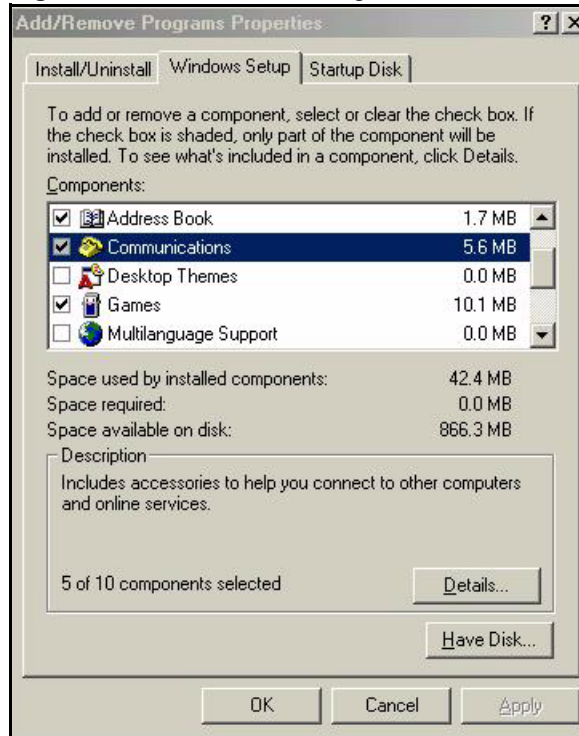 Add/Remove Programs Properties
Install/Uninstall Windows Setup Startup Disk
To add or remove a component, select or clear the check box. If
the check box is shaded, only part of the component will be
installed. To see what's included in a component, click Details.
Components:
Address Book 1.7 MB
Communications 5.6 MB
Desktop Themes 0.0 MB
Games 10.1 MB
Multilanguage Support 0.0 MB
Space used by installed components: 42.4 MB
Space required: 0.0 MB
Space available on disk: 866.3 MB
Description
Includes accessories to help you connect to other computers
and online services.
5 of 10 components selected Details...
Have Disk...
OK Cancel Apply